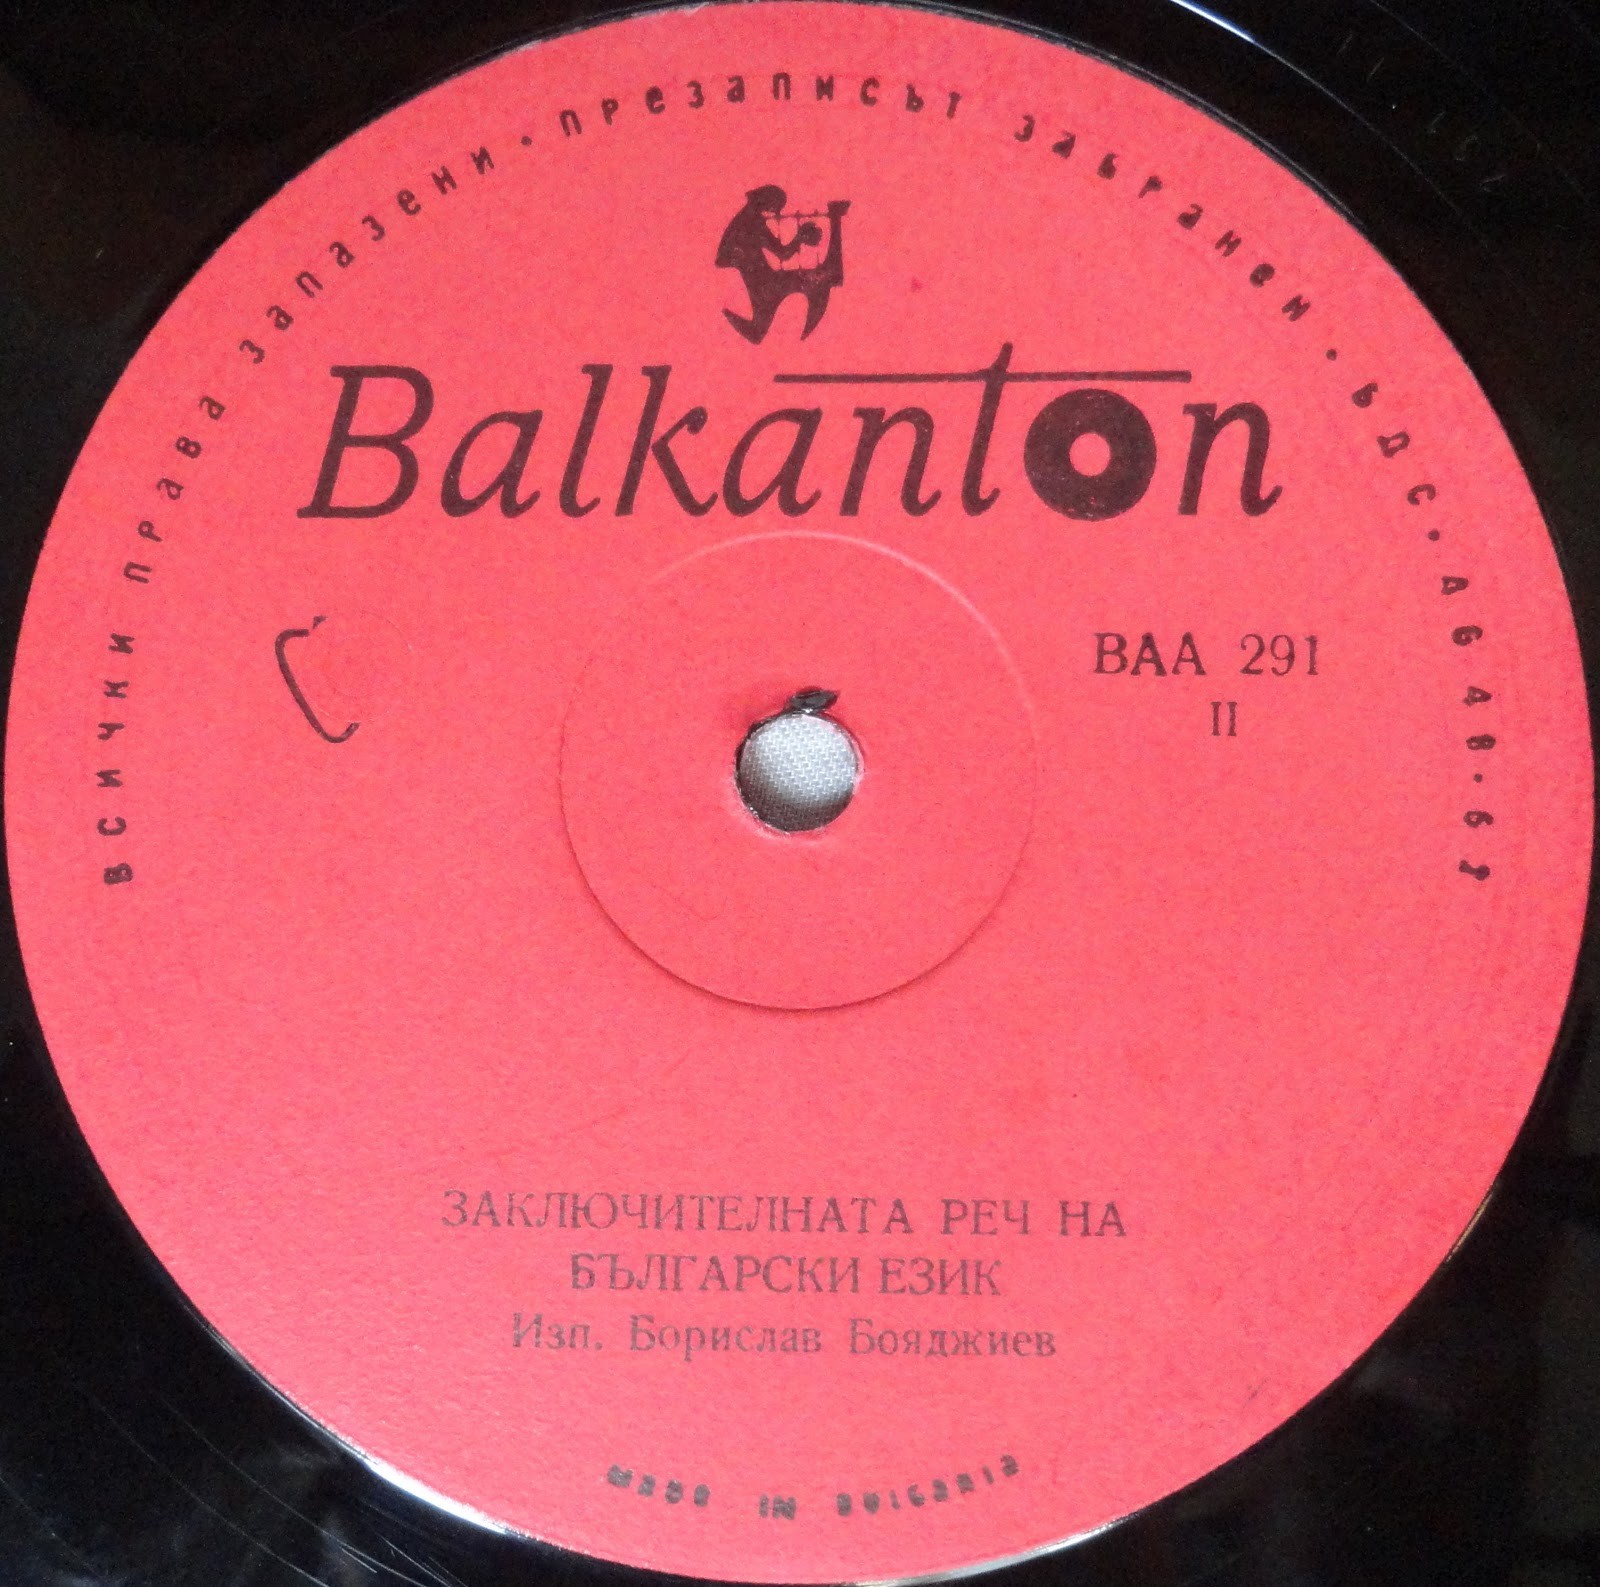 всички права запазени · презаписът забранен · БДС · 4648 · 67
Balkanton
ВАА 291
II
ЗАКЛЮЧИТЕЛНАТА РЕЧ НА
БЪЛГАРСКИ ЕЗИК
Изп. Борислав Бояджиев
MADE IN BULGARIA